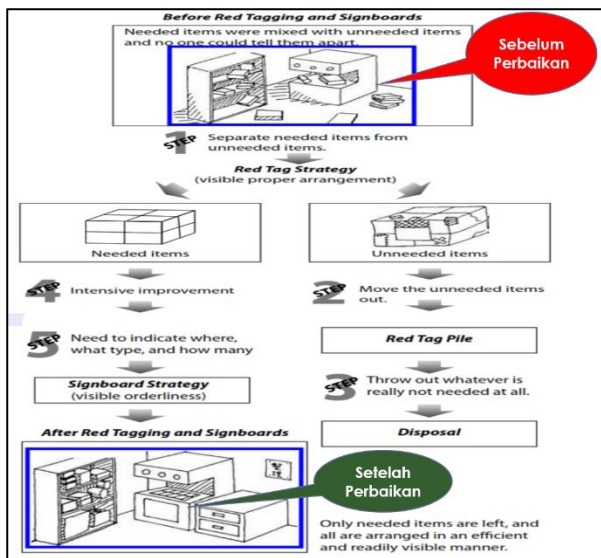 Before Red Tagging and Signboards
Needed items were mixed with unneeded items
and no one could tell them apart.
Sebelum
Perbaikan
STEP 1 Separate needed items from
unneeded items.
Red Tag Strategy
(visible proper arrangement)
Needed items
Unneeded items
STEP 4 Intensive improvement
STEP 2 Move the unneeded items
out.
STEP 5 Need to indicate where,
what type, and how many
Red Tag Pile
Signboard Strategy
(visible orderliness)
STEP 3 Throw out whatever is
really not needed at all.
After Red Tagging and Signboards
Disposal
Setelah
Perbaikan
Only needed items are left, and
all are arranged in an efficient
and readily visible manner.